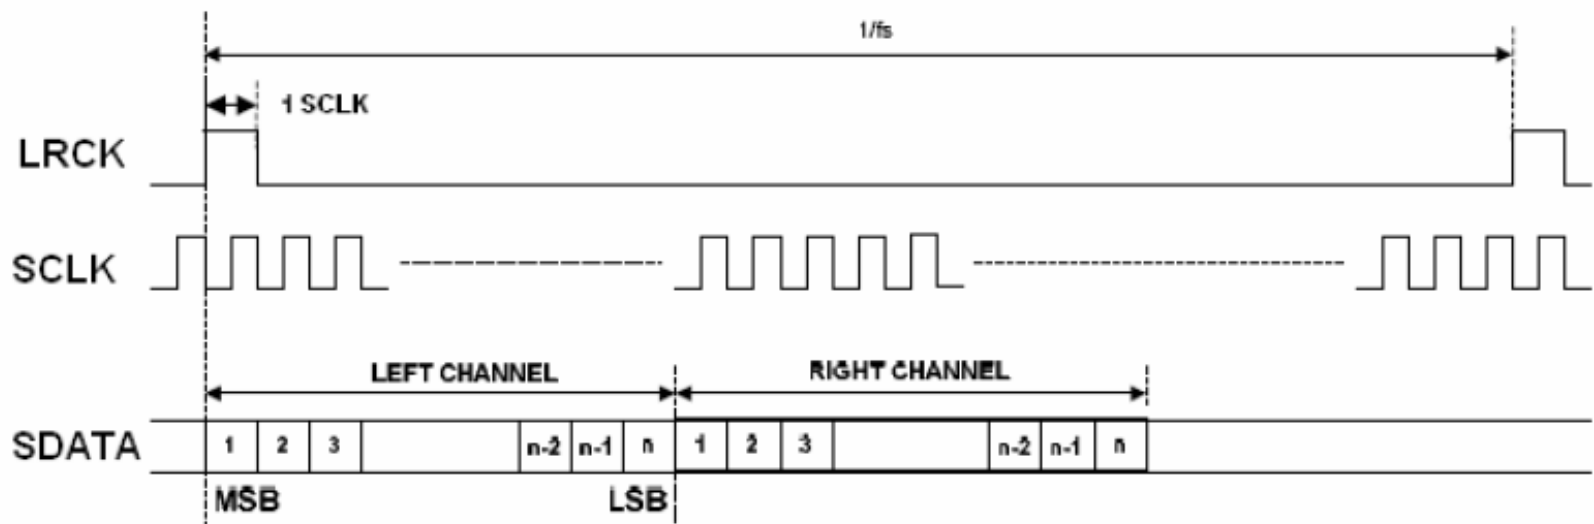 1/fs
1 SCLK
LRCK
SCLK
LEFT CHANNEL
RIGHT CHANNEL
SDATA
1 2 3 n-2 n-1 n 1 2 3 n-2 n-1 n
MSB LSB